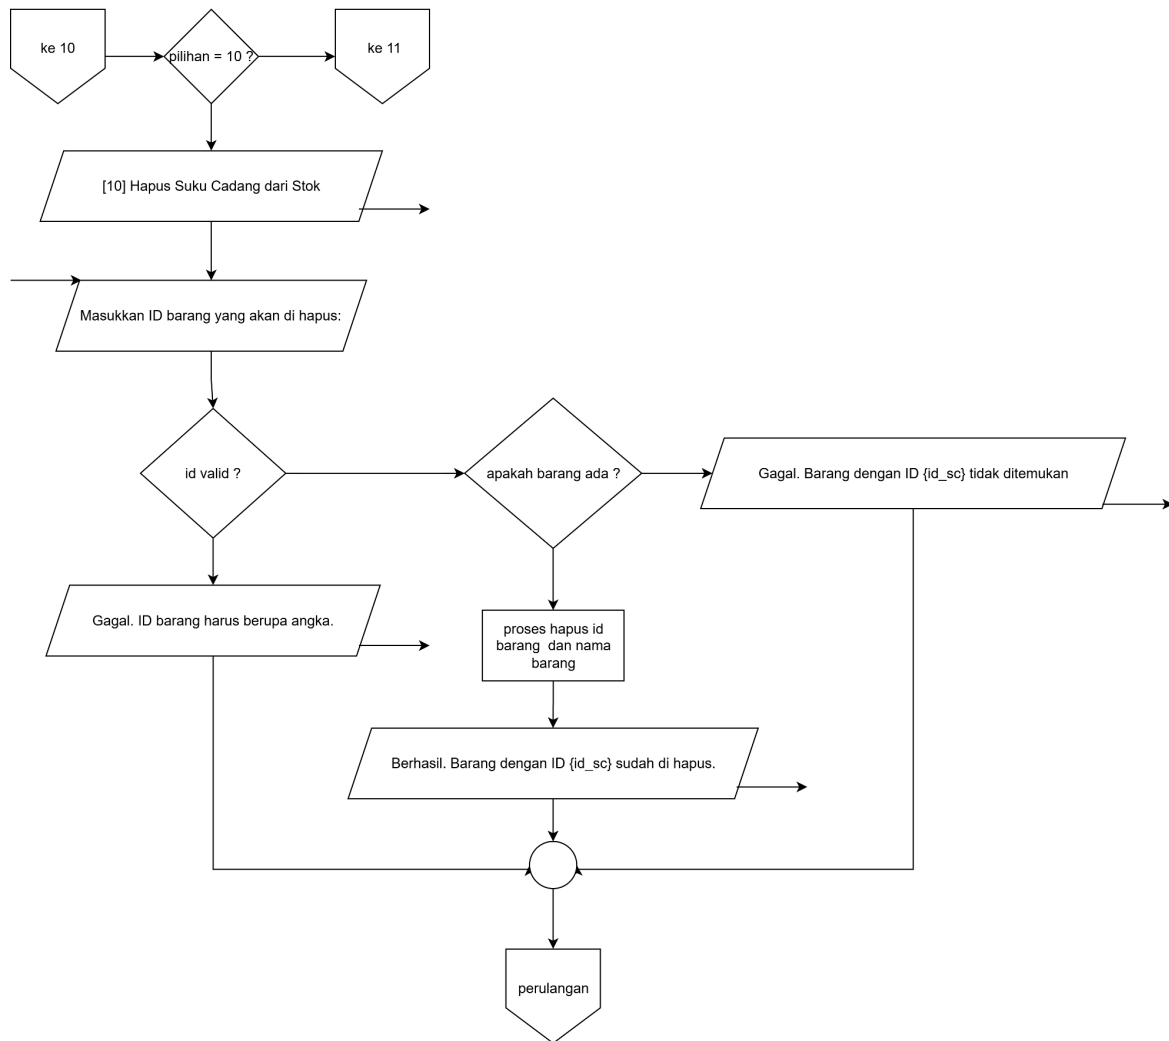 ke 10
pilihan = 10 ?
ke 11
[10] Hapus Suku Cadang dari Stok
Masukkan ID barang yang akan di hapus:
id valid ?
apakah barang ada ?
Gagal. Barang dengan ID {id_sc} tidak ditemukan
Gagal. ID barang harus berupa angka.
proses hapus id
barang dan nama
barang
Berhasil. Barang dengan ID {id_sc} sudah di hapus.
perulangan